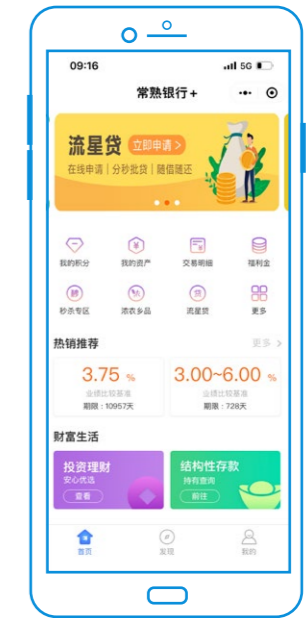 09:16
5G
常熟银行+
流星贷 立即申请 >
在线申请 | 分秒批贷 | 随借随还
我的积分 我的资产 交易明细 福利金
秒杀专区 浓农乡品 流星贷 更多
热销推荐 更多 >
3.75 % 3.00~6.00 %
业绩比较基准 业绩比较基准
期限：10957天 期限：728天
财富生活
投资理财 结构性存款
安心优选 持有查询
查看 前往
首页 发现 我的